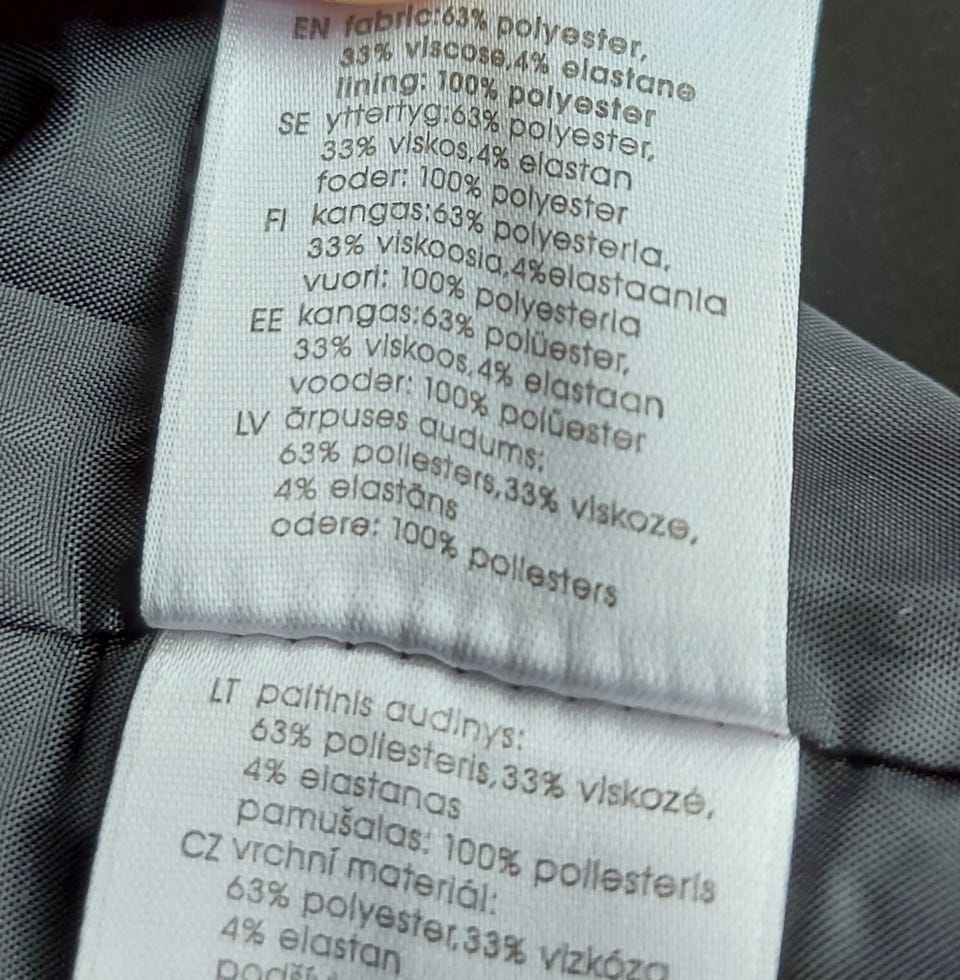 EN fabric:63% polyester,
33% viscose,4% elastane
lining: 100% polyester
SE yttertyg:63% polyester,
33% viskos,4% elastan
foder: 100% polyester
FI kangas:63% polyesteria,
33% viskoosia,4%elastaania
vuori: 100% polyesteria
EE kangas:63% polüester,
33% viskoos,4% elastaan
vooder: 100% polüester
LV ārpuses audums:
63% poliesters,33% viskoze,
4% elastāns
odere: 100% poliesters
LT paltinis audinys:
63% poliesteris,33% viskozė,
4% elastanas
pamušalas: 100% poliesteris
CZ vrchní materiál:
63% polyester,33% vizkóza
4% elastan